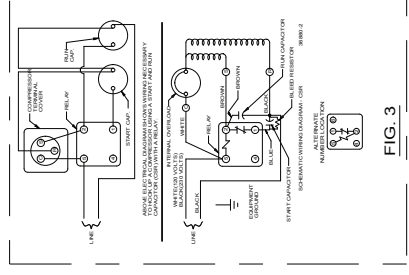 COMPRESSOR
TERMINAL
COVER
RUN
CAP.
RELAY
START CAP.
LINE
ABOVE ELECTRICAL DIAGRAM SHOWS WIRING NECESSARY
TO HOOK UP A COMPRESSOR USING A START AND RUN
CAPACITOR (CSR) WITH A RELAY.
INTERNAL OVERLOAD
WHITE (120 VOLTS)
BLACK (230 VOLTS)
WHITE
BROWN
BROWN
RUN CAPACITOR
BLEED RESISTOR
36880-2
RELAY
BLACK
BLUE
LINE
BLACK
EQUIPMENT
GROUND
START CAPACITOR
SCHEMATIC WIRING DIAGRAM - CSR
ALTERNATE
NUMBER LOCATION
FIG. 3